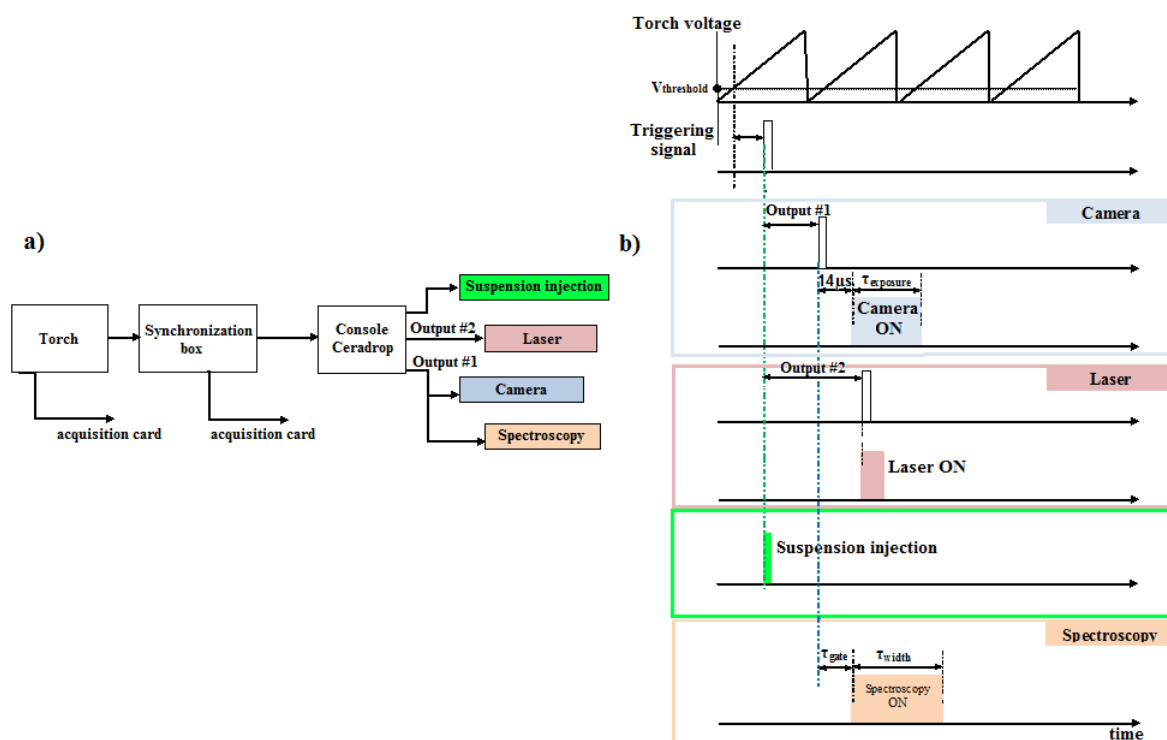 a)
Torch
Synchronization
box
Console
Ceradrop
Suspension injection
Output #2
Laser
Output #1
Camera
Spectroscopy
acquisition card
acquisition card
b)
Torch voltage
Vthreshold
Triggering
signal
Camera
Output #1
14µs
τexposure
Camera
ON
Laser
Output #2
Laser ON
Suspension injection
Spectroscopy
τgate
τwidth
Spectroscopy
ON
time